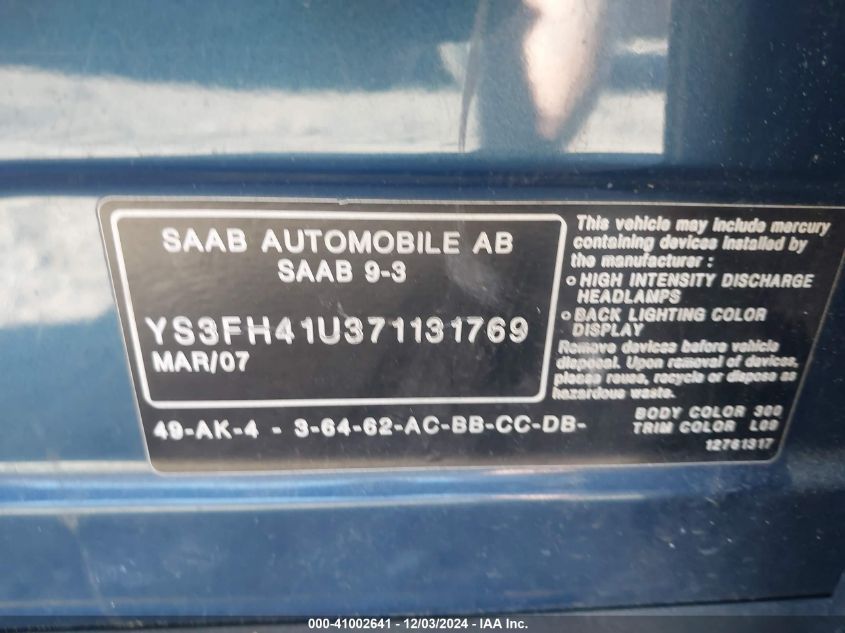 SAAB AUTOMOBILE AB
SAAB 9-3
YS3FH41U371131769
MAR/07
49-AK-4 - 3-64-62-AC-BB-CC-DB-
This vehicle may include mercury
containing devices installed by
the manufacturer :
o HIGH INTENSITY DISCHARGE
HEADLAMPS
o BACK LIGHTING COLOR
DISPLAY
Remove devices before vehicle
disposal. Upon removal of devices,
please reuse, recycle or dispose as
hazardous waste.
BODY COLOR 300
TRIM COLOR L09
12761317
000-41002641 - 12/03/2024 - IAA Inc.